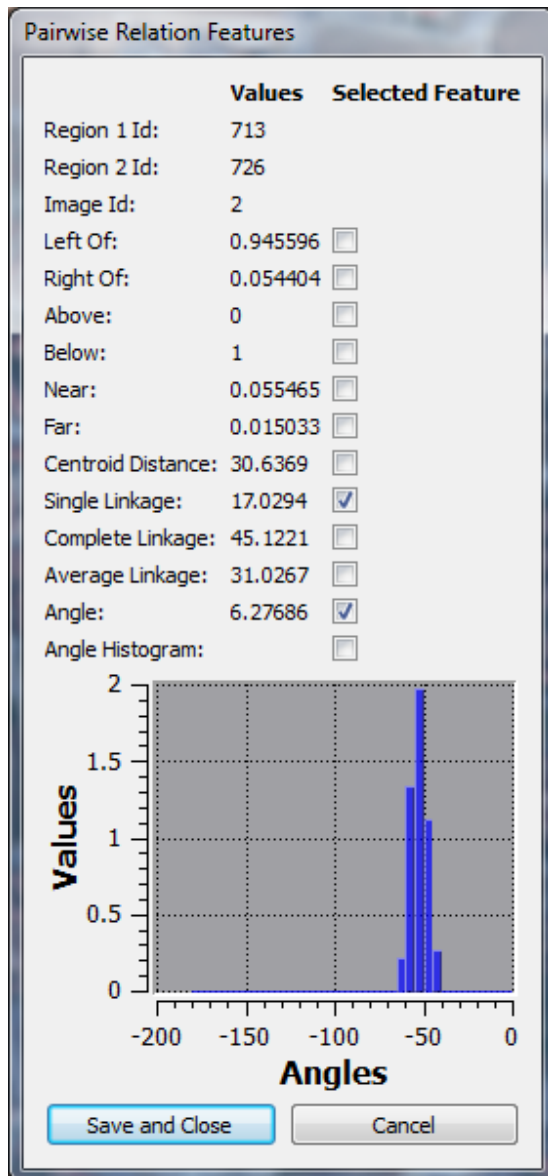 Pairwise Relation Features
Values Selected Feature
Region 1 Id: 713
Region 2 Id: 726
Image Id: 2
Left Of: 0.945596
Right Of: 0.054404
Above: 0
Below: 1
Near: 0.055465
Far: 0.015033
Centroid Distance: 30.6369
Single Linkage: 17.0294
Complete Linkage: 45.1221
Average Linkage: 31.0267
Angle: 6.27686
Angle Histogram:
2
1.5
1
0.5
0
Values
-200 -150 -100 -50 0
Angles
Save and Close Cancel